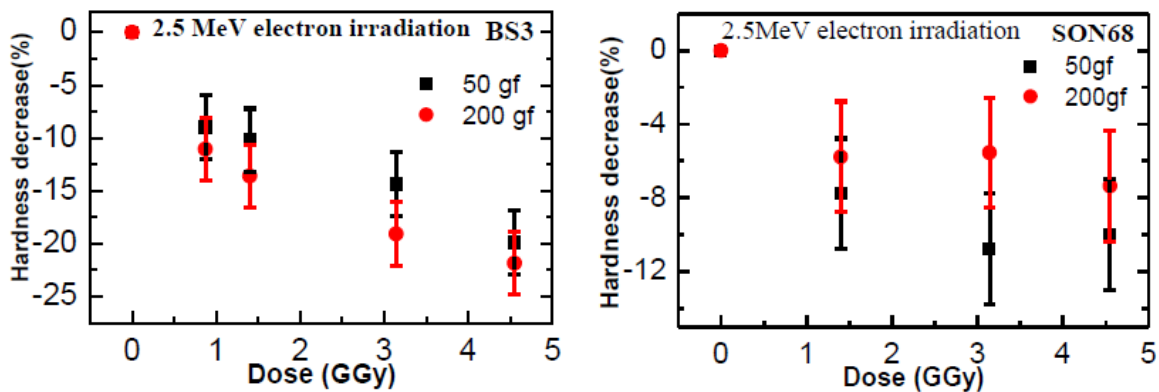 2.5 MeV electron irradiation BS3
50 gf
200 gf
Hardness decrease(%)
0
-5
-10
-15
-20
-25
0 1 2 3 4 5
Dose (GGy)
2.5MeV electron irradiation SON68
50gf
200gf
Hardness decrease(%)
0
-4
-8
-12
0 1 2 3 4 5
Dose (GGy)